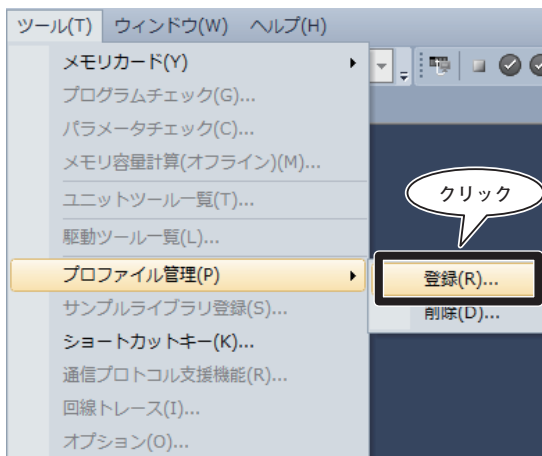 ツール(T) ウィンドウ(W) ヘルプ(H)
メモリカード(Y)
プログラムチェック(G)...
パラメータチェック(C)...
メモリ容量計算(オフライン)(M)...
ユニットツール一覧(T)...
駆動ツール一覧(L)...
プロファイル管理(P)
サンプルライブラリ登録(S)...
ショートカットキー(K)...
通信プロトコル支援機能(R)...
回線トレース(I)...
オプション(O)...
クリック
登録(R)...
削除(D)...